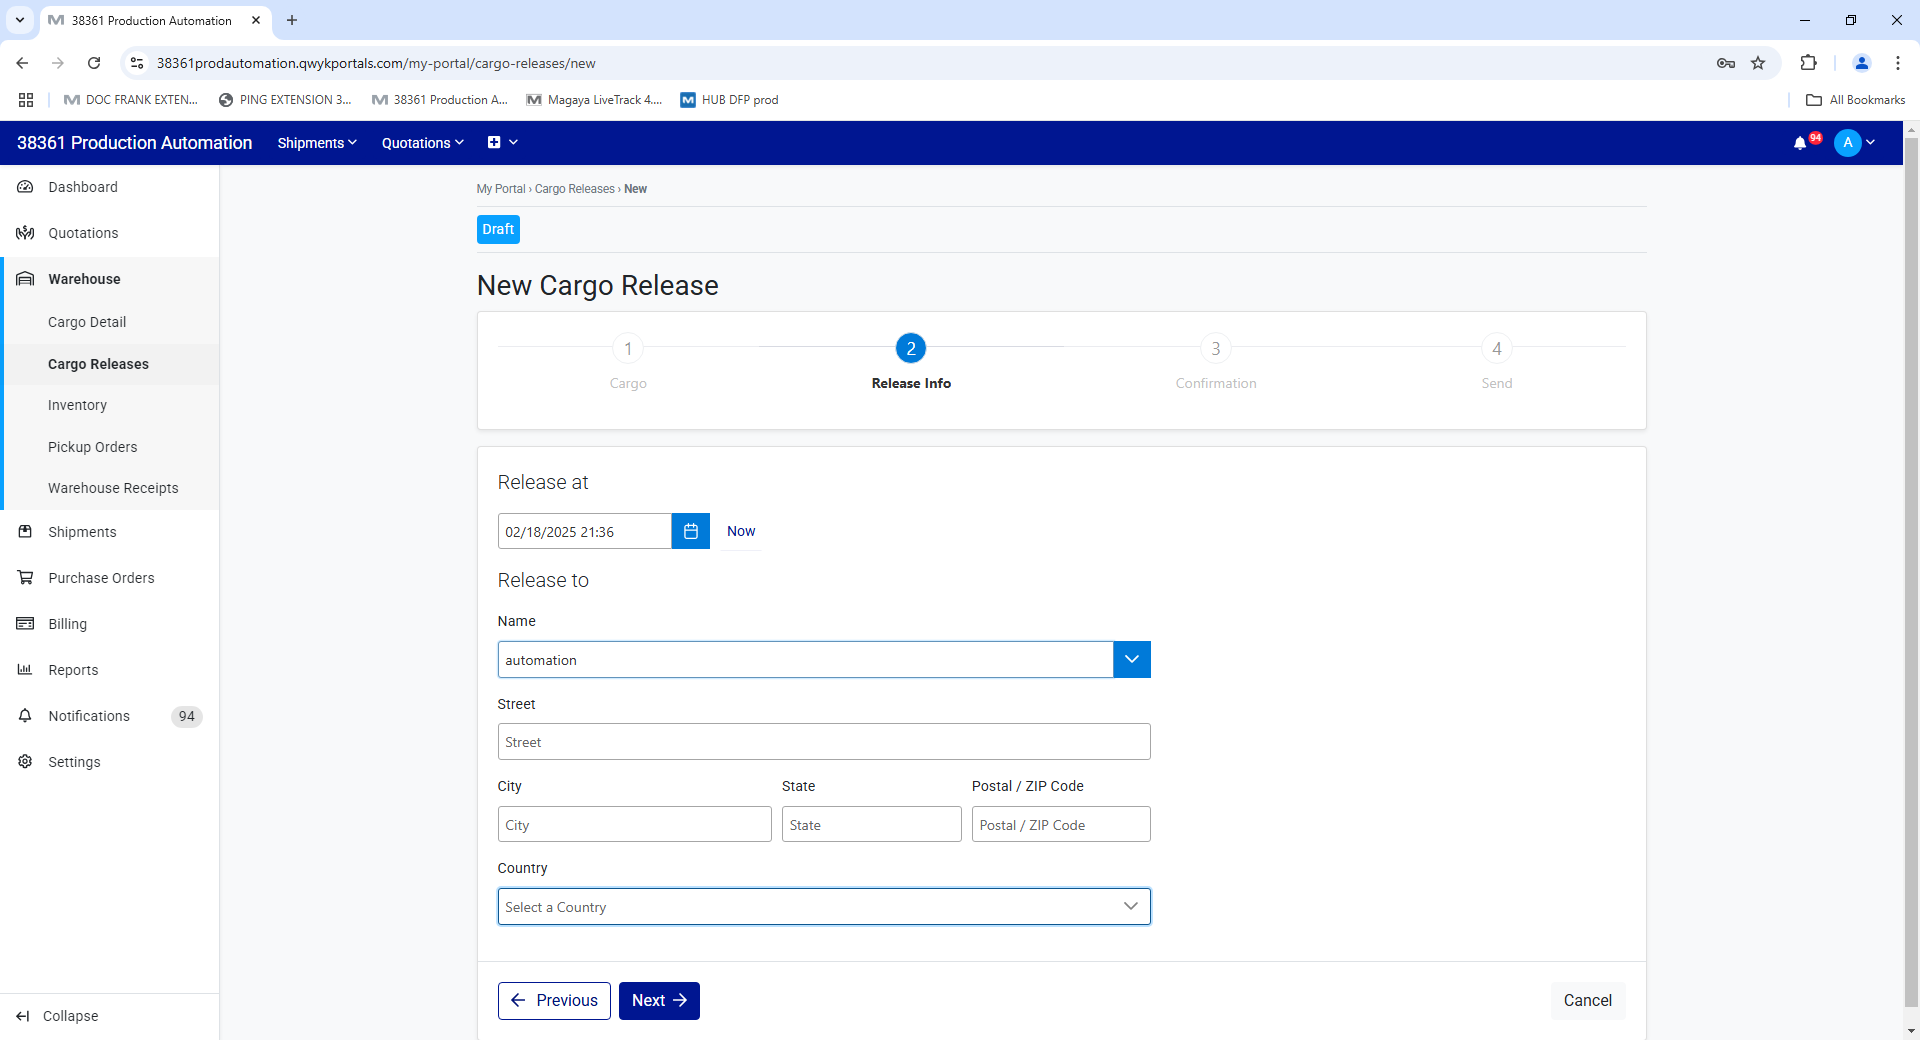 38361 Production Automation
38361prodautomation.qwykportals.com/my-portal/cargo-releases/new
DOC FRANK EXTEN...
PING EXTENSION 3...
38361 Production A...
Magaya LiveTrack 4....
HUB DFP prod
All Bookmarks
38361 Production Automation
Shipments
Quotations
94
A
Dashboard
Quotations
Warehouse
Cargo Detail
Cargo Releases
Inventory
Pickup Orders
Warehouse Receipts
Shipments
Purchase Orders
Billing
Reports
Notifications 94
Settings
Collapse
My Portal › Cargo Releases › New
Draft
New Cargo Release
1
Cargo
2
Release Info
3
Confirmation
4
Send
Release at
02/18/2025 21:36
Now
Release to
Name
automation
Street
Street
City State Postal / ZIP Code
City State Postal / ZIP Code
Country
Select a Country
Previous
Next
Cancel